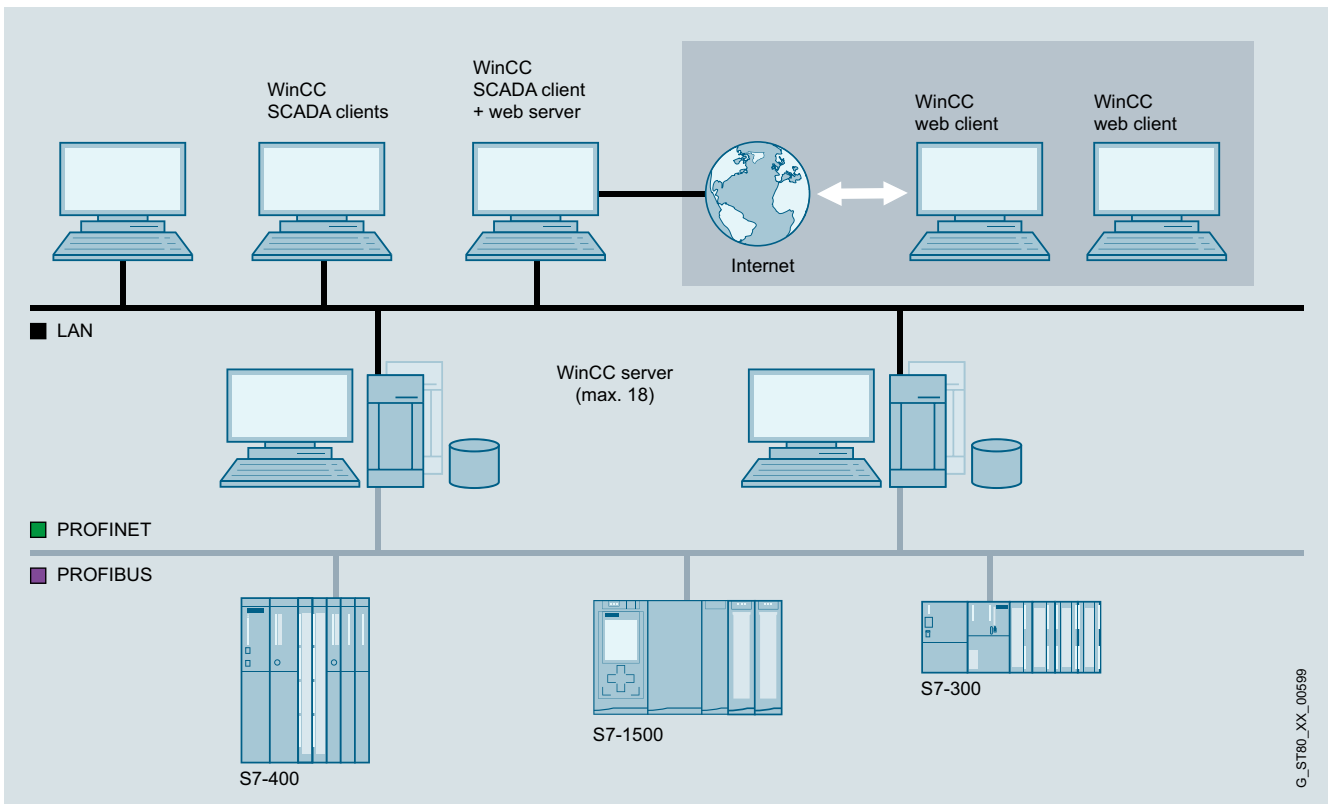 WinCC
SCADA clients
WinCC
SCADA client
+ web server
WinCC
web client
WinCC
web client
Internet
LAN
WinCC server
(max. 18)
PROFINET
PROFIBUS
S7-400
S7-1500
S7-300
G_ST80_XX_00599